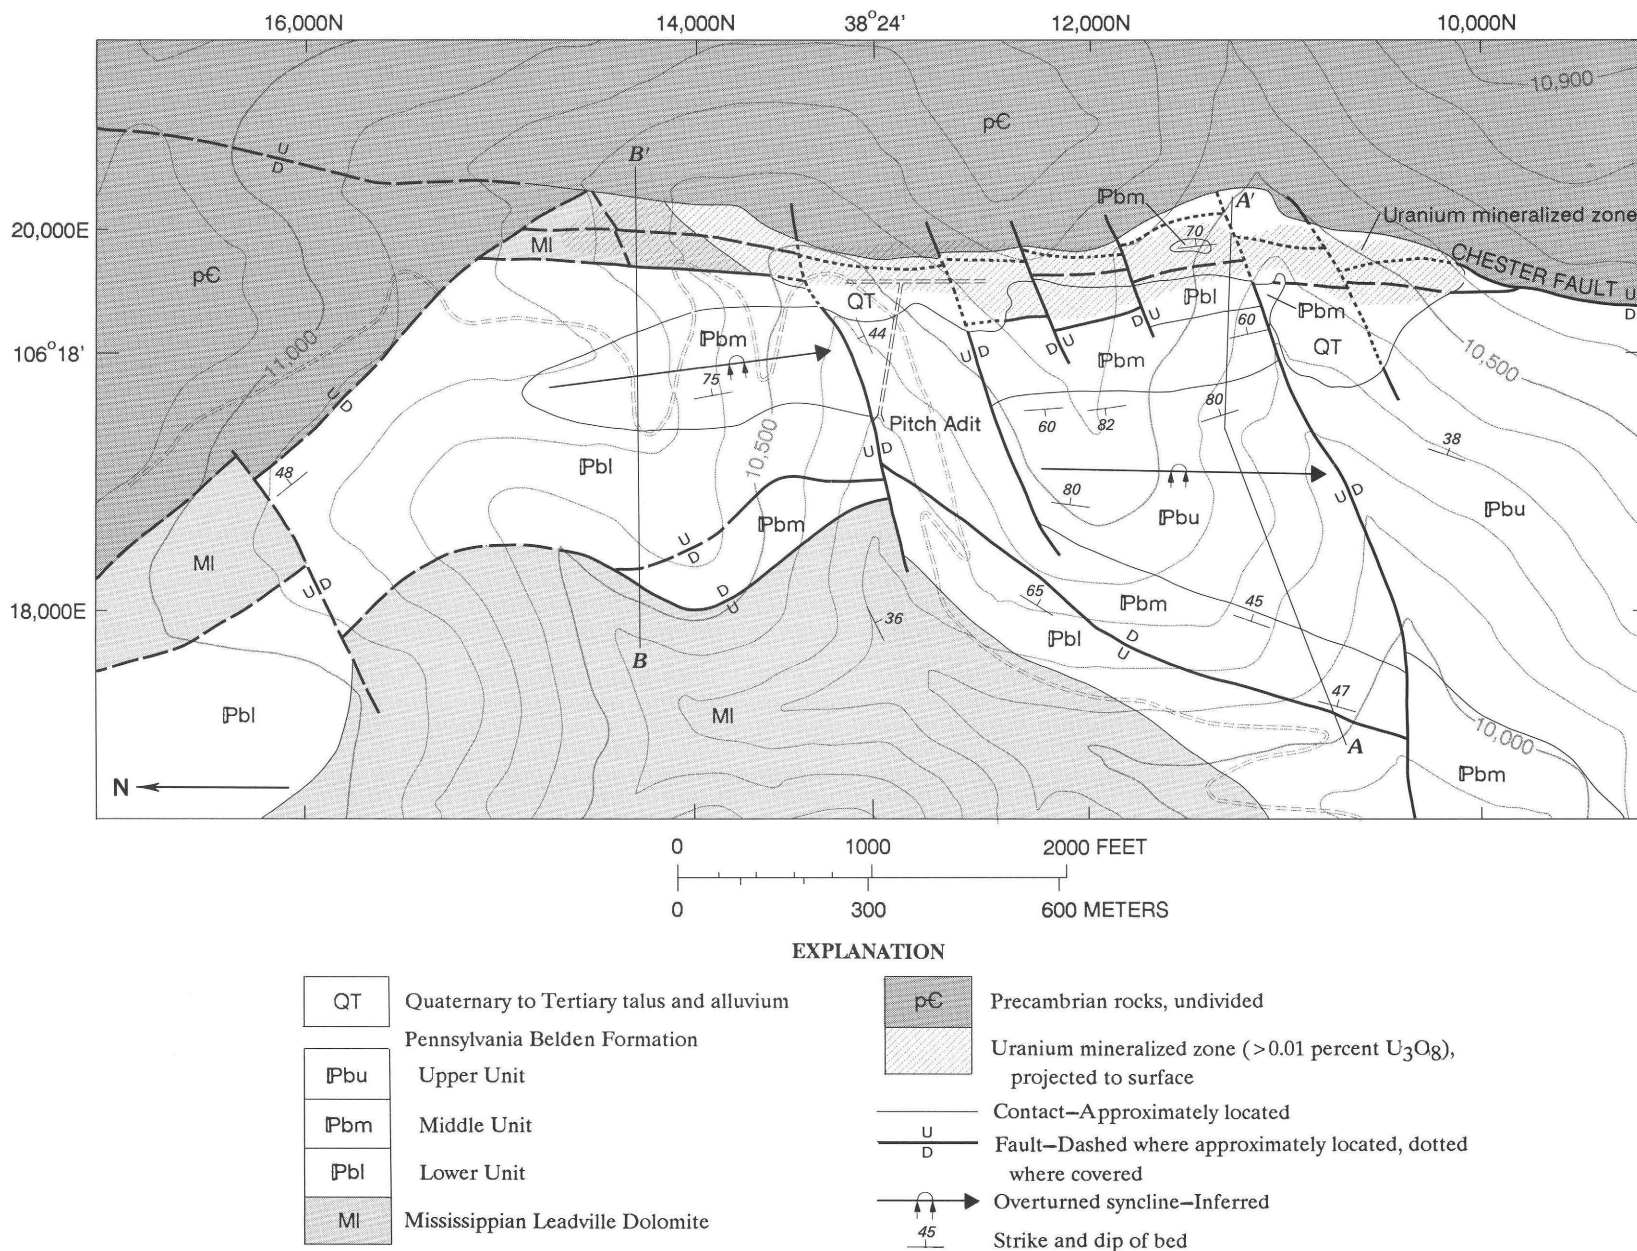 16,000N 14,000N 38°24' 12,000N 10,000N
10,900
pЄ
U
D
B'
ℙbm
A'
Uranium mineralized zone
20,000E
70
Ml
CHESTER FAULT
pЄ
QT
ℙbl
ℙbm
U
D
44
60
106°18'
11,000
ℙbm
U D
D U
D U
ℙbm
QT
10,500
75
80
U D
Pitch Adit
60 82
38
10,500
U D
48
ℙbl
80
U D
ℙbu
ℙbu
ℙbm
U
D
Ml
U D
D
U
65
ℙbm
45
18,000E
36
ℙbl
D
U
B
47
ℙbl
Ml
A
10,000
ℙbm
N
0 1000 2000 FEET
0 300 600 METERS
EXPLANATION
QT Quaternary to Tertiary talus and alluvium
Pennsylvania Belden Formation
ℙbu Upper Unit
ℙbm Middle Unit
ℙbl Lower Unit
Ml Mississippian Leadville Dolomite
pЄ Precambrian rocks, undivided
Uranium mineralized zone (>0.01 percent U₃O₈),
projected to surface
Contact—Approximately located
U
D
Fault—Dashed where approximately located, dotted
where covered
Overturned syncline—Inferred
45
Strike and dip of bed